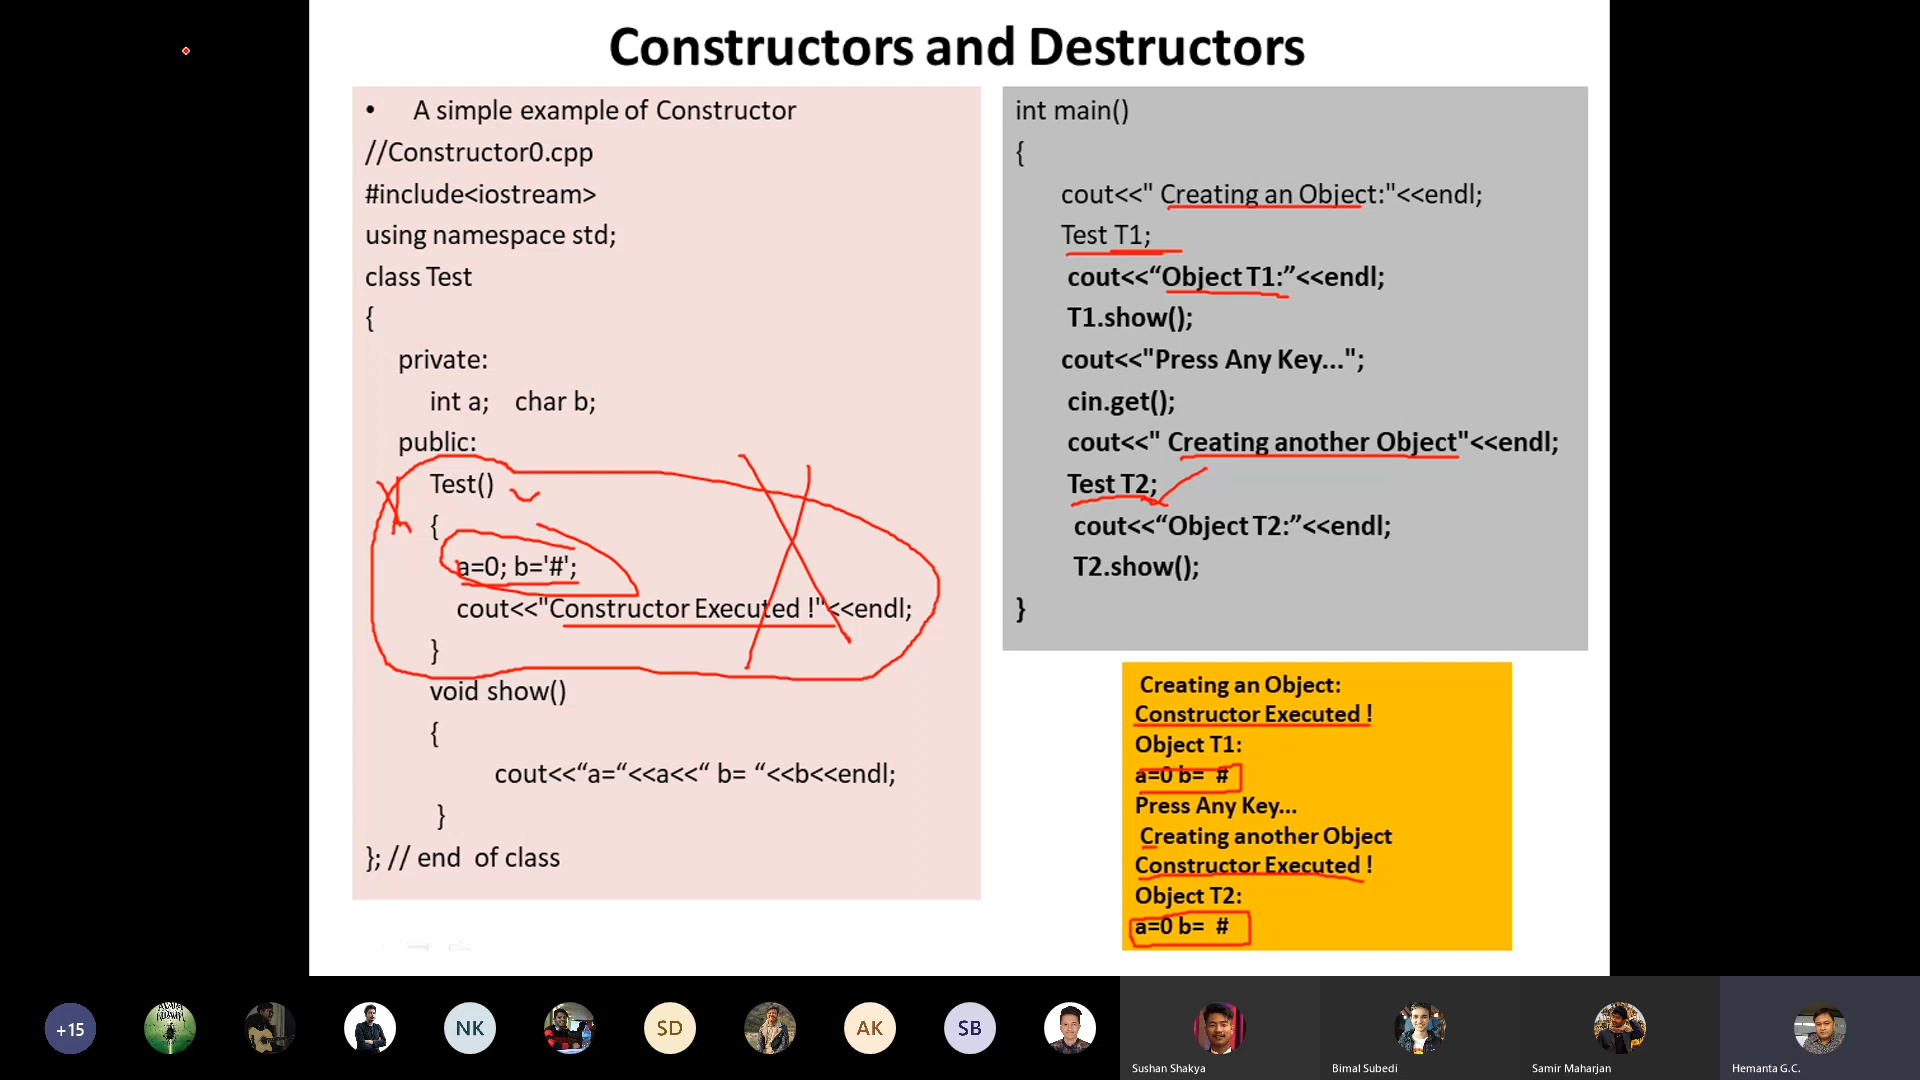 Constructors and Destructors
• A simple example of Constructor
//Constructor0.cpp
#include<iostream>
using namespace std;
class Test
{
private:
int a; char b;
public:
Test()
{
a=0; b='#';
cout<<"Constructor Executed !"<<endl;
}
void show()
{
cout<<“a=“<<a<<“ b= “<<b<<endl;
}
}; // end of class
int main()
{
cout<<" Creating an Object:"<<endl;
Test T1;
cout<<“Object T1:”<<endl;
T1.show();
cout<<"Press Any Key...";
cin.get();
cout<<" Creating another Object"<<endl;
Test T2;
cout<<“Object T2:”<<endl;
T2.show();
}
Creating an Object:
Constructor Executed !
Object T1:
a=0 b= #
Press Any Key...
Creating another Object
Constructor Executed !
Object T2:
a=0 b= #
+15
NK
SD
AK
SB
Sushan Shakya
Bimal Subedi
Samir Maharjan
Hemanta G.C.